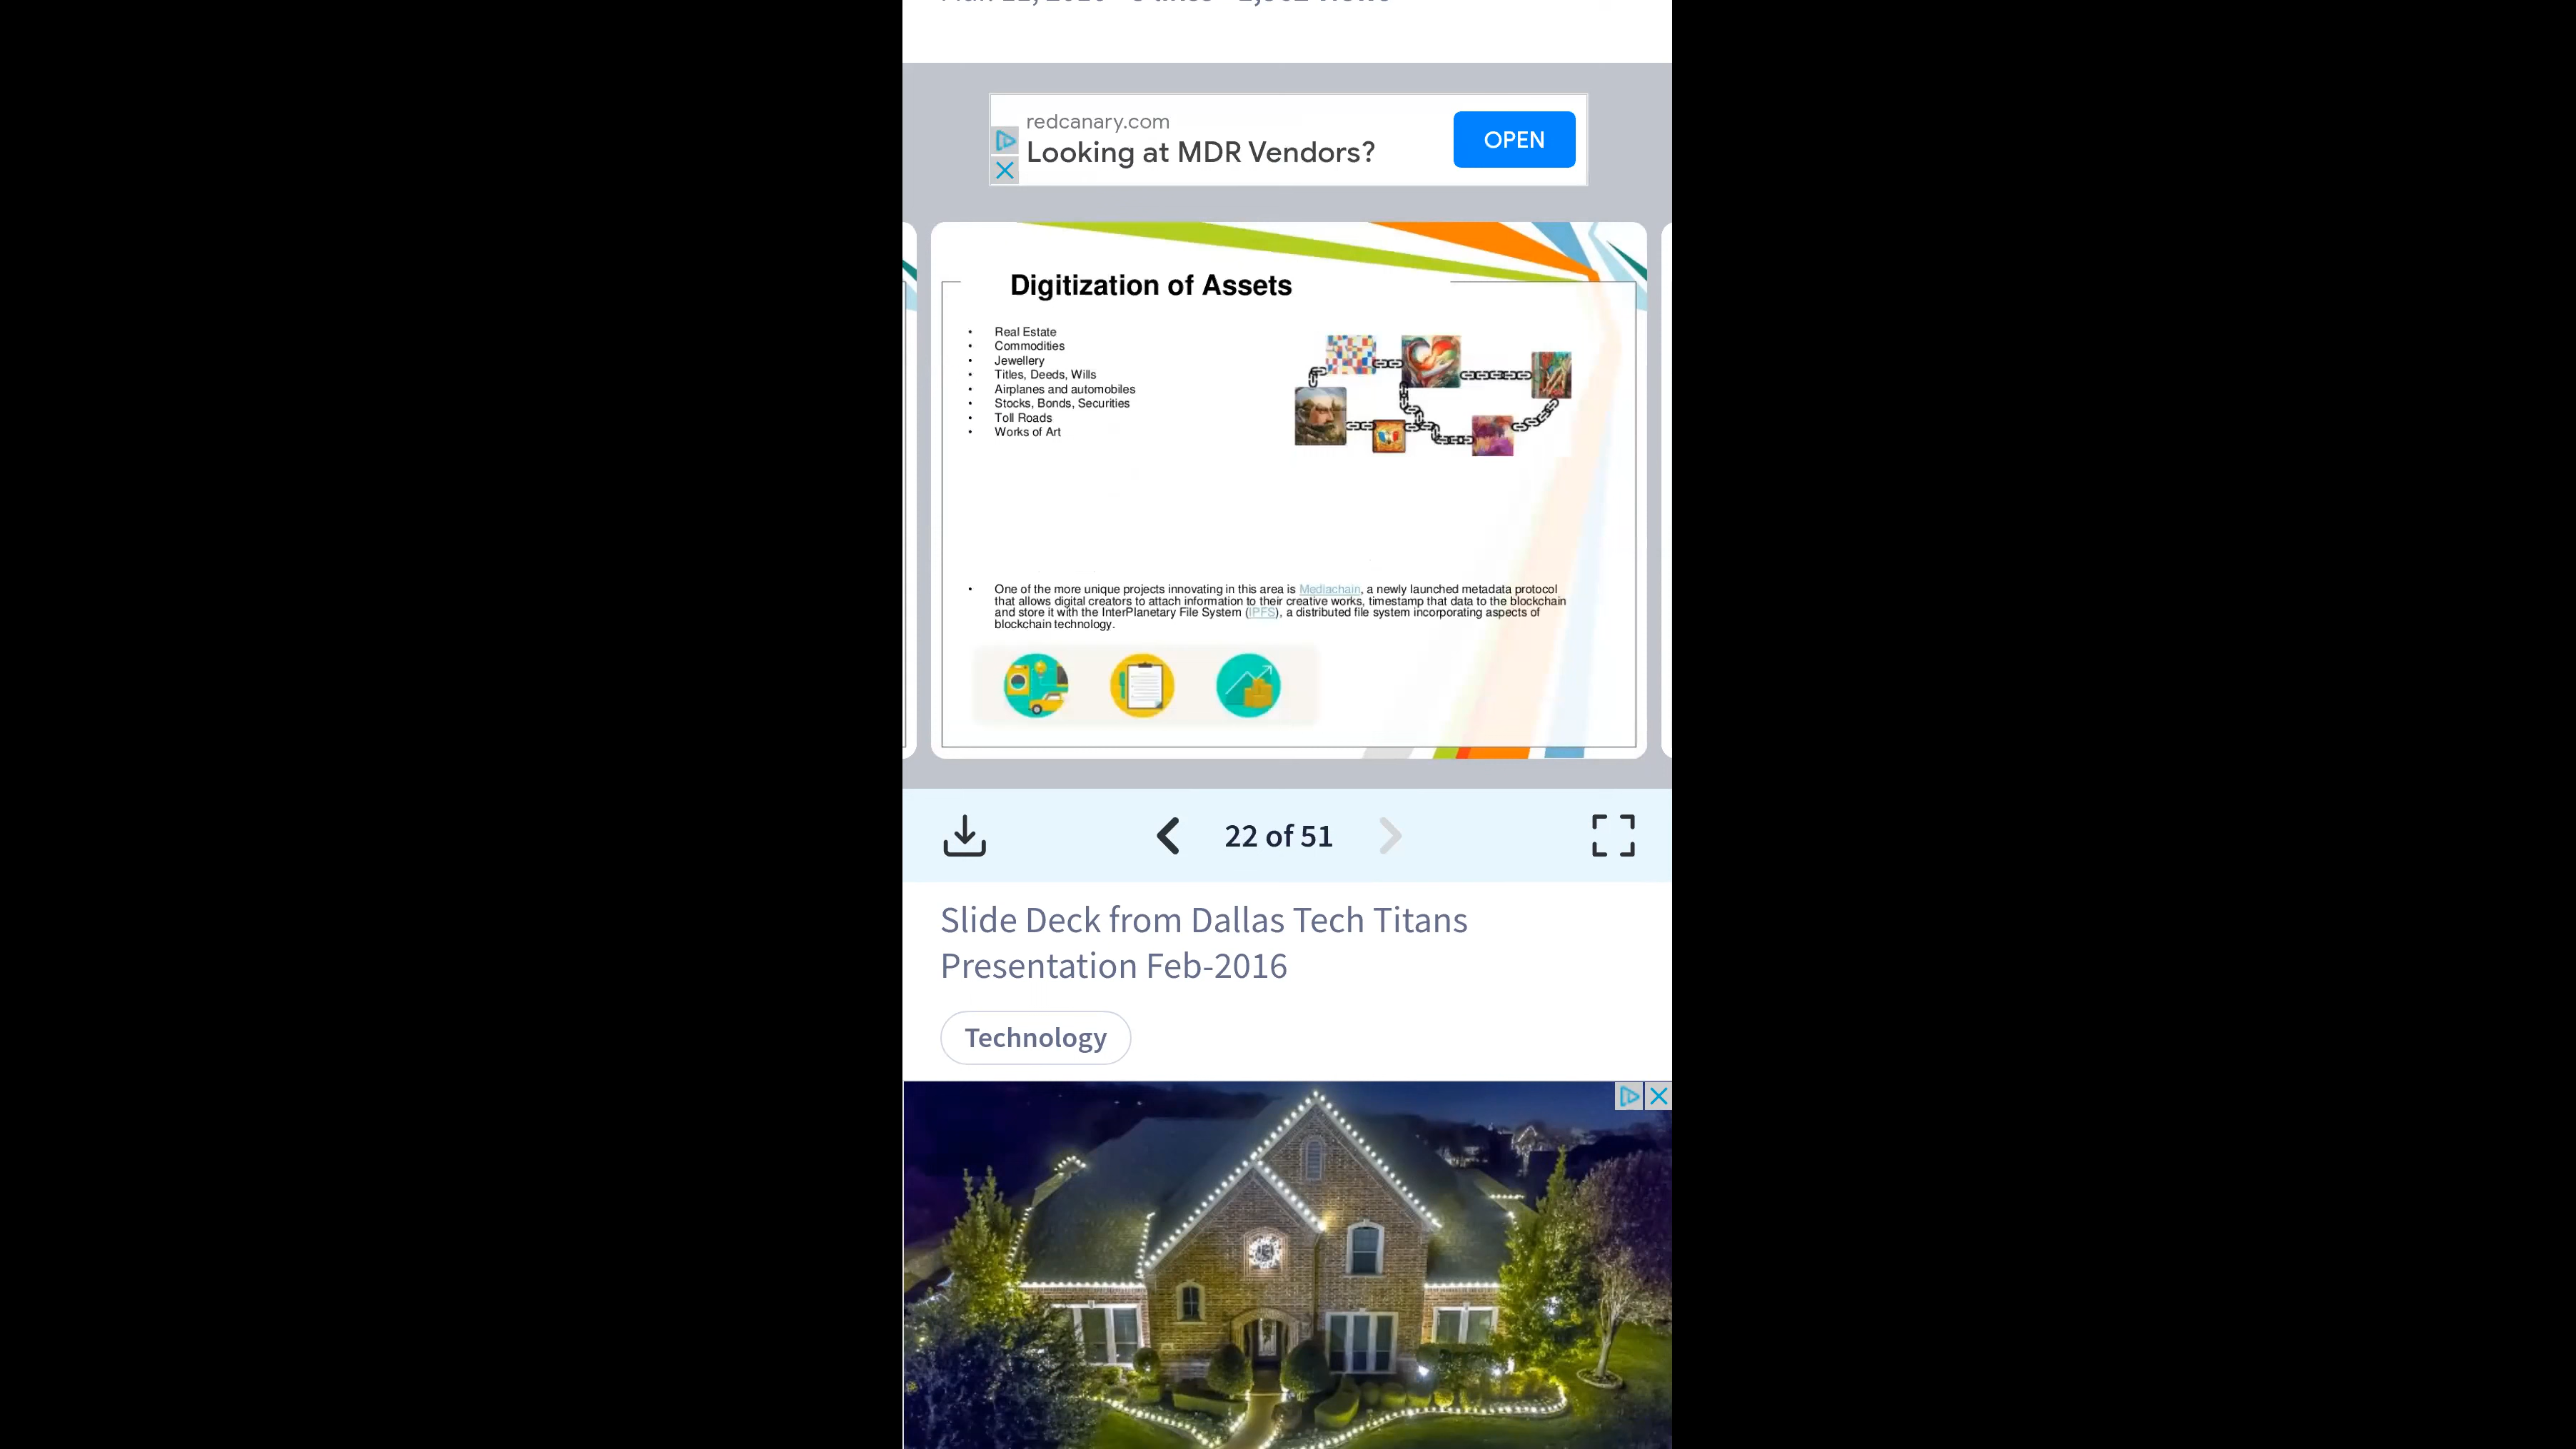 redcanary.com
Looking at MDR Vendors?
OPEN
Digitization of Assets
• Real Estate
• Commodities
• Jewellery
• Titles, Deeds, Wills
• Airplanes and automobiles
• Stocks, Bonds, Securities
• Toll Roads
• Works of Art
• One of the more unique projects innovating in this area is Mediachain, a newly launched metadata protocol
that allows digital creators to attach information to their creative works, timestamp that data to the blockchain
and store it with the InterPlanetary File System (IPFS), a distributed file system incorporating aspects of
blockchain technology.
22 of 51
Slide Deck from Dallas Tech Titans
Presentation Feb-2016
Technology